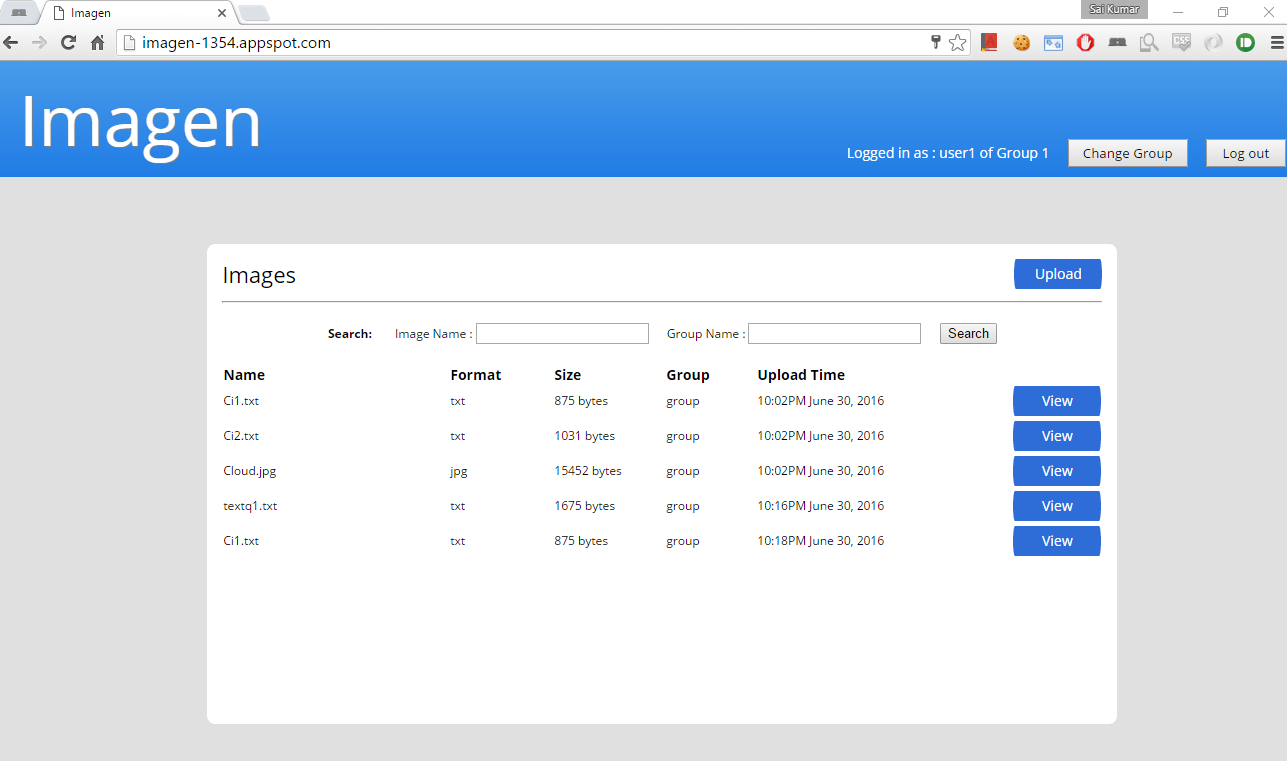 Imagen
Sai Kumar
imagen-1354.appspot.com
Imagen
Logged in as : user1 of Group 1 Change Group Log out
Images Upload
Search: Image Name : Group Name : Search
Name Format Size Group Upload Time
Ci1.txt txt 875 bytes group 10:02PM June 30, 2016 View
Ci2.txt txt 1031 bytes group 10:02PM June 30, 2016 View
Cloud.jpg jpg 15452 bytes group 10:02PM June 30, 2016 View
textq1.txt txt 1675 bytes group 10:16PM June 30, 2016 View
Ci1.txt txt 875 bytes group 10:18PM June 30, 2016 View